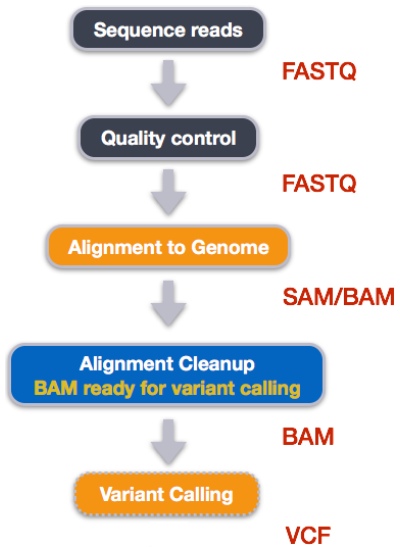 Sequence reads
FASTQ
Quality control
FASTQ
Alignment to Genome
SAM/BAM
Alignment Cleanup
BAM ready for variant calling
BAM
Variant Calling
VCF